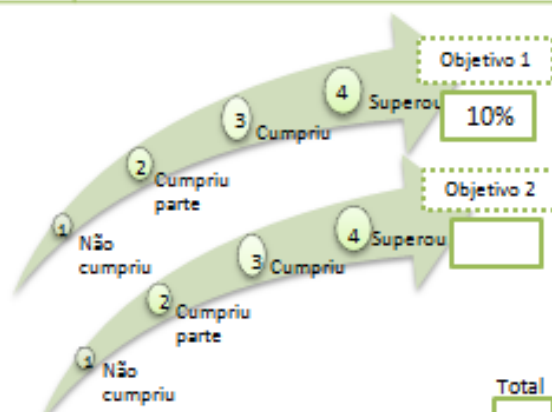 Objetivo 1
10%
4 Superou
3 Cumpriu
2 Cumpriu
parte
1 Não
cumpriu
Objetivo 2
4 Superou
3 Cumpriu
2 Cumpriu
parte
1 Não
cumpriu
Total